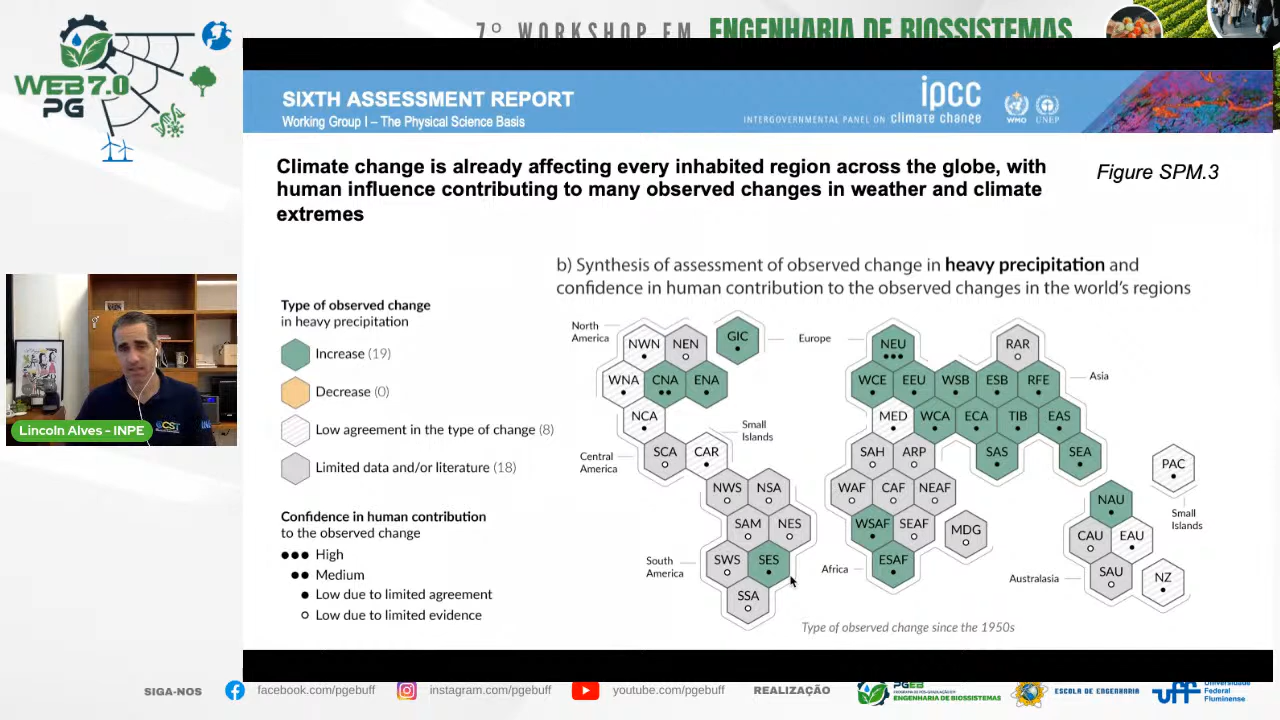 7º WORKSHOP EM ENGENHARIA DE BIOSSISTEMAS
WEB 7.0
PG
SIXTH ASSESSMENT REPORT
Working Group I – The Physical Science Basis
ipcc
INTERGOVERNMENTAL PANEL ON climate change
WMO
UNEP
Climate change is already affecting every inhabited region across the globe, with
human influence contributing to many observed changes in weather and climate
extremes
Figure SPM.3
b) Synthesis of assessment of observed change in heavy precipitation and
confidence in human contribution to the observed changes in the world's regions
Type of observed change
in heavy precipitation
Increase (19)
Decrease (0)
Low agreement in the type of change (8)
Limited data and/or literature (18)
Confidence in human contribution
to the observed change
High
Medium
Low due to limited agreement
Low due to limited evidence
North
America
NWN NEN GIC
WNA CNA ENA
NCA
Small
Islands
Central
America
SCA CAR
NWS NSA
SAM NES
South
America
SWS SES
SSA
Europe
NEU RAR
WCE EEU WSB ESB RFE
Asia
MED WCA ECA TIB EAS
SAH ARP SAS SEA
WAF CAF NEAF
WSAF SEAF MDG
Africa
ESAF
PAC
Small
Islands
NAU
CAU EAU
Australasia
SAU NZ
Type of observed change since the 1950s
CST
Lincoln Alves - INPE
SIGA-NOS
facebook.com/pgebuff
instagram.com/pgebuff
youtube.com/pgebuff
REALIZAÇÃO
PGEB
ENGENHARIA DE BIOSSISTEMAS
ESCOLA DE ENGENHARIA
uff
Universidade
Federal
Fluminense